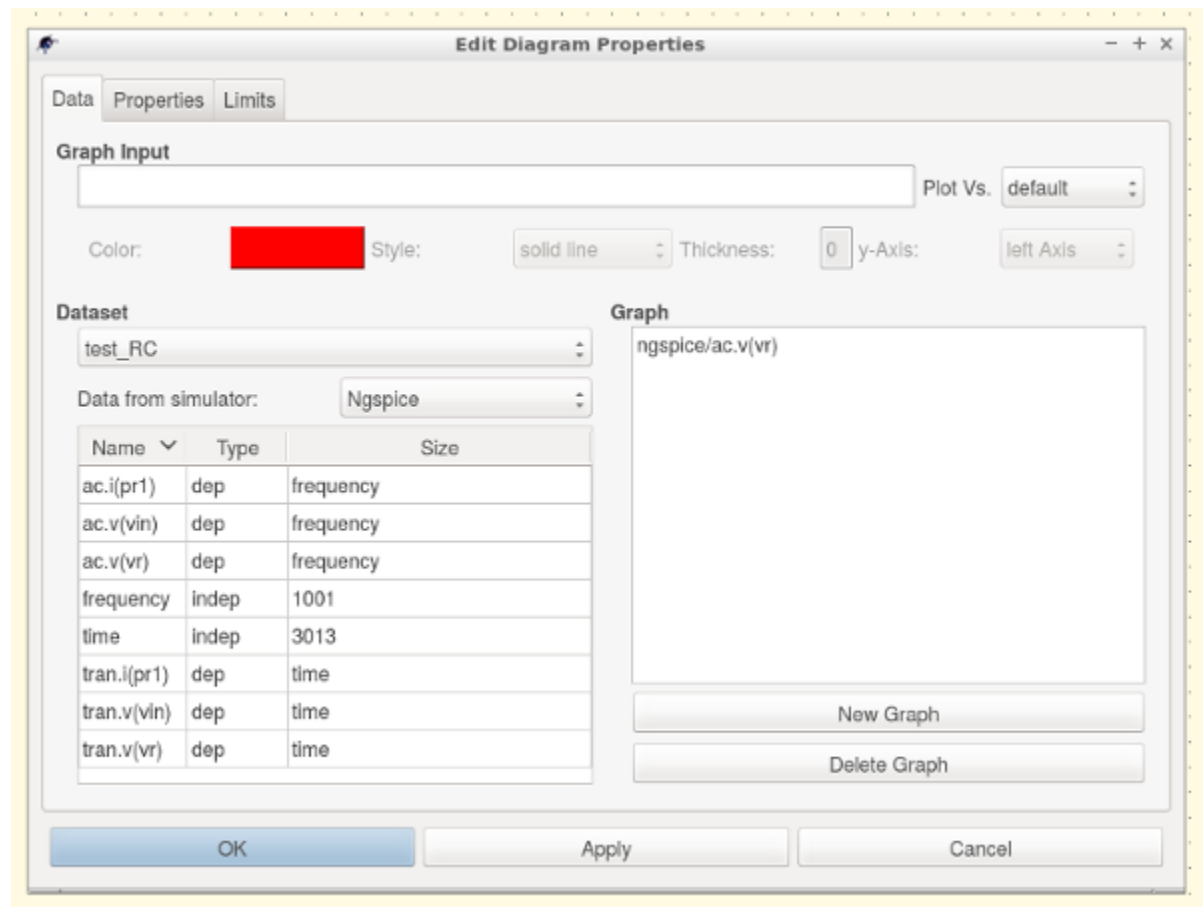 Edit Diagram Properties
Data Properties Limits
Graph Input
Plot Vs. default
Color: Style: solid line Thickness: 0 y-Axis: left Axis
Dataset
test_RC
Data from simulator: Ngspice
Name Type Size
ac.i(pr1) dep frequency
ac.v(vin) dep frequency
ac.v(vr) dep frequency
frequency indep 1001
time indep 3013
tran.i(pr1) dep time
tran.v(vin) dep time
tran.v(vr) dep time
Graph
ngspice/ac.v(vr)
New Graph
Delete Graph
OK Apply Cancel